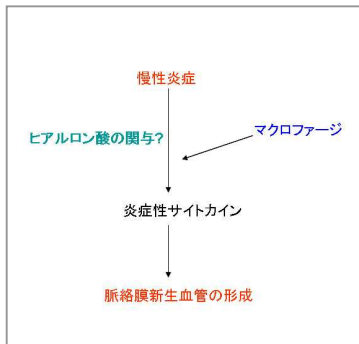 慢性炎症
ヒアルロン酸の関与?
マクロファージ
炎症性サイトカイン
脈絡膜新生血管の形成